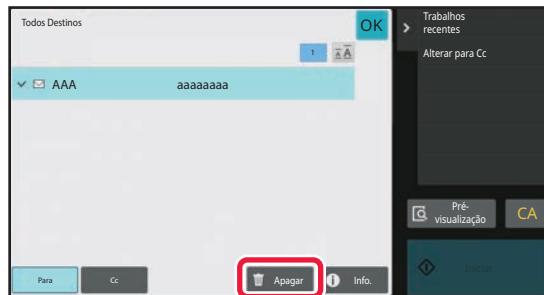 Todos Destinos
OK
1
AAA aaaaaaaa
Para
Cc
Apagar
Info.
Trabalhos
recentes
Alterar para Cc
Pré-
visualização
CA
Iniciar